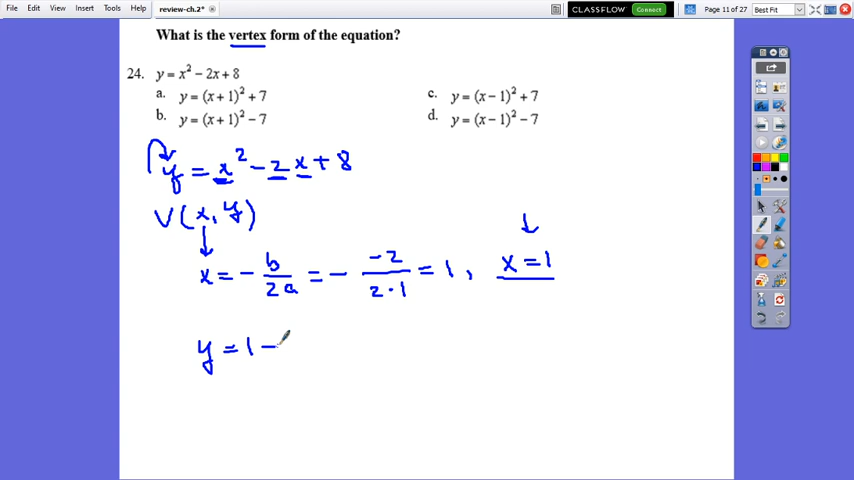 File Edit View Insert Tools Help review-ch.2* CLASSFLOW Connect Page 11 of 27 Best Fit
What is the vertex form of the equation?
24. y = x² − 2x + 8
a. y = (x + 1)² + 7 c. y = (x − 1)² + 7
b. y = (x + 1)² − 7 d. y = (x − 1)² − 7
y = x² − 2x + 8
V(x, y)
x = − b/2a = − −2/2·1 = 1, x = 1
y = 1 −